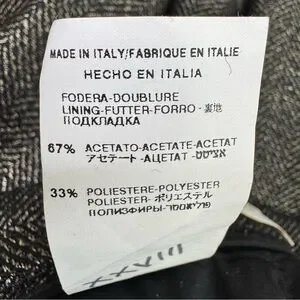 MADE IN ITALY/FABRIQUE EN ITALIE
HECHO EN ITALIA
FODERA-DOUBLURE
LINING-FUTTER-FORRO-裏地
ПОДКЛАДКА
67% ACETATO-ACETATE-ACETAT
アセテート-АЦЕТАТ-אציטט
33% POLIESTERE-POLYESTER
POLIESTER-ポリエステル
ПОЛИЭФИРЫ-פוליאסטר